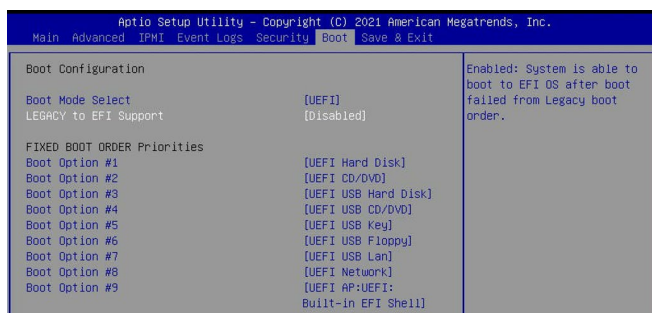 Aptio Setup Utility – Copyright (C) 2021 American Megatrends, Inc.
Main Advanced IPMI Event Logs Security Boot Save & Exit
Boot Configuration
Boot Mode Select [UEFI]
LEGACY to EFI Support [Disabled]
FIXED BOOT ORDER Priorities
Boot Option #1 [UEFI Hard Disk]
Boot Option #2 [UEFI CD/DVD]
Boot Option #3 [UEFI USB Hard Disk]
Boot Option #4 [UEFI USB CD/DVD]
Boot Option #5 [UEFI USB Key]
Boot Option #6 [UEFI USB Floppy]
Boot Option #7 [UEFI USB Lan]
Boot Option #8 [UEFI Network]
Boot Option #9 [UEFI AP:UEFI:
Built-in EFI Shell]
Enabled: System is able to
boot to EFI OS after boot
failed from Legacy boot
order.